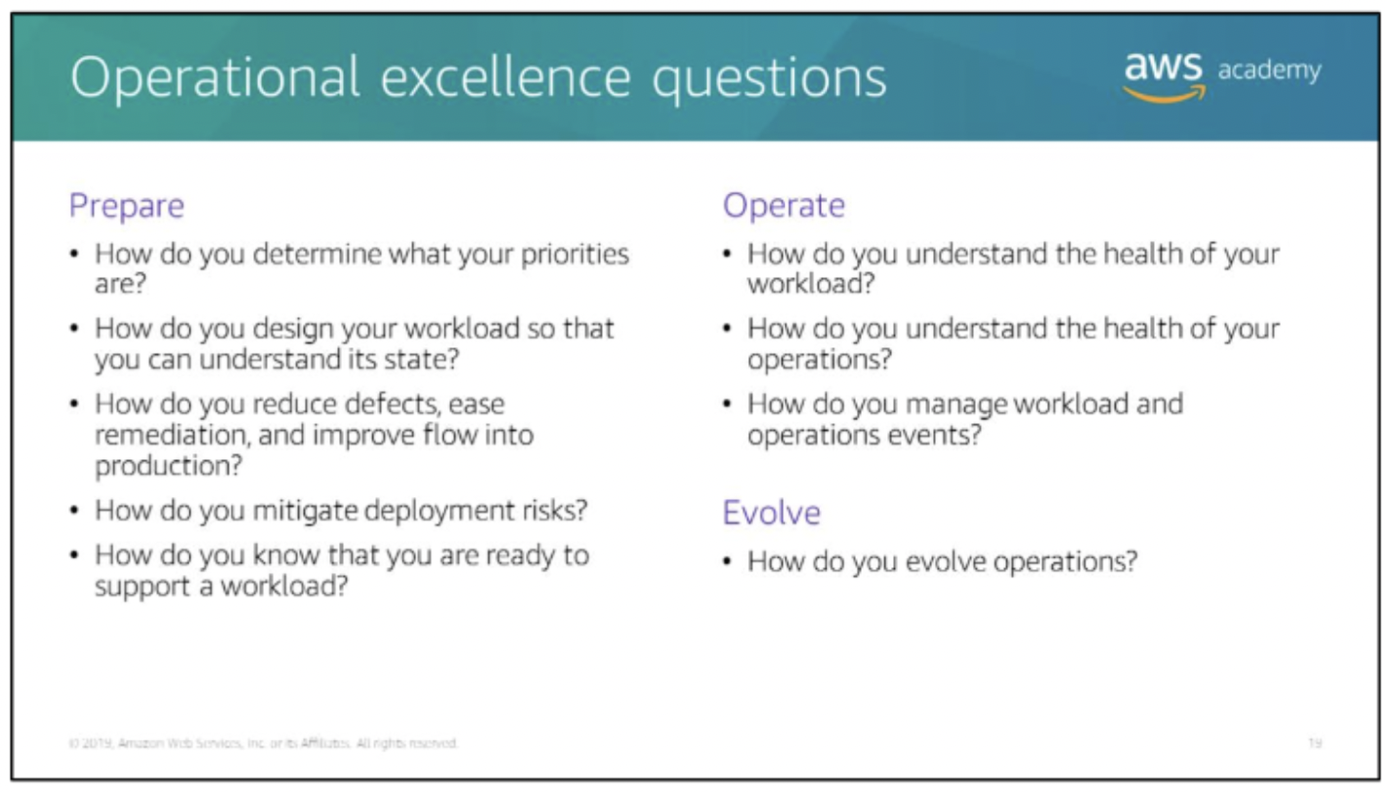 Operational excellence questions
aws academy
Prepare
• How do you determine what your priorities
are?
• How do you design your workload so that
you can understand its state?
• How do you reduce defects, ease
remediation, and improve flow into
production?
• How do you mitigate deployment risks?
• How do you know that you are ready to
support a workload?
Operate
• How do you understand the health of your
workload?
• How do you understand the health of your
operations?
• How do you manage workload and
operations events?
Evolve
• How do you evolve operations?
© 2019, Amazon Web Services, Inc. or its Affiliates. All rights reserved.
19